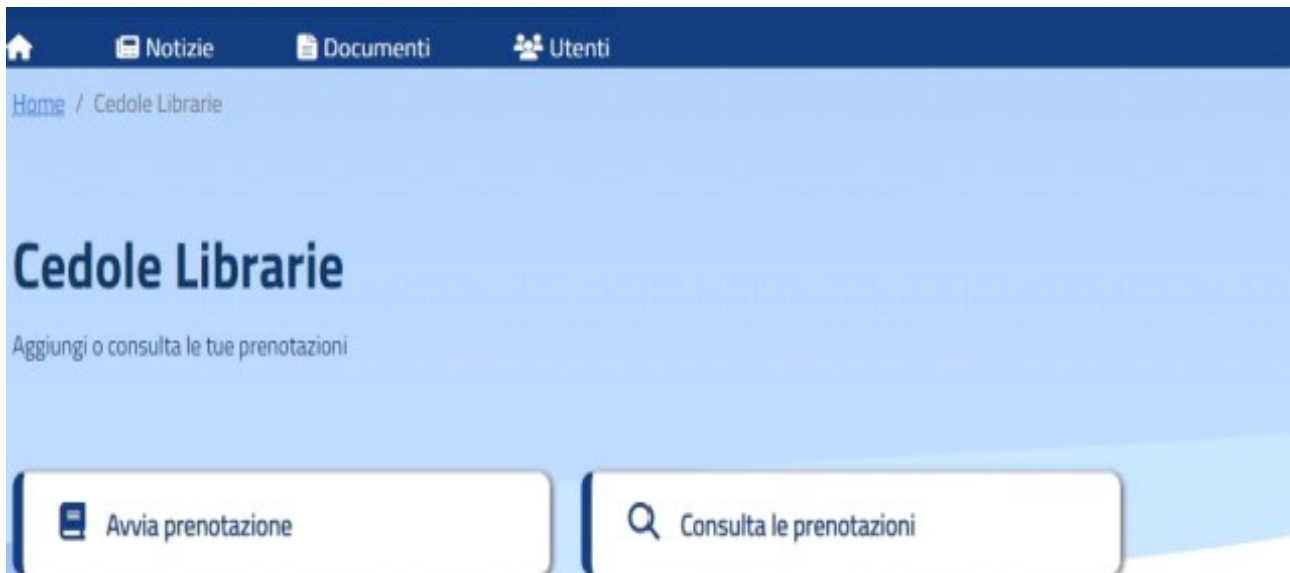 Notizie Documenti Utenti
Home / Cedole Librarie
Cedole Librarie
Aggiungi o consulta le tue prenotazioni
Avvia prenotazione Consulta le prenotazioni